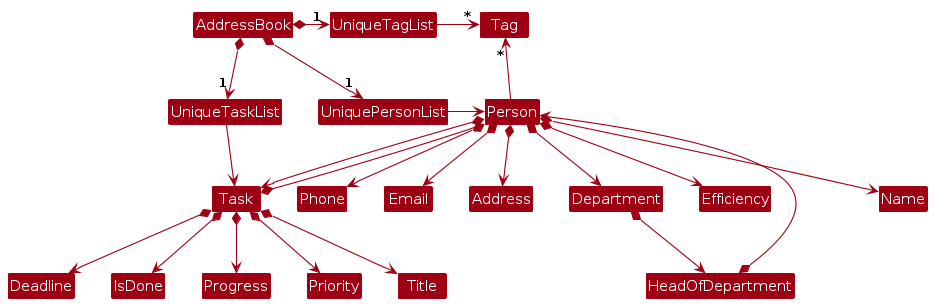 AddressBook
1
UniqueTagList
*
Tag
*
1
1
UniqueTaskList
UniquePersonList
Person
Task
Phone
Email
Address
Department
Efficiency
Name
Deadline
IsDone
Progress
Priority
Title
HeadOfDepartment